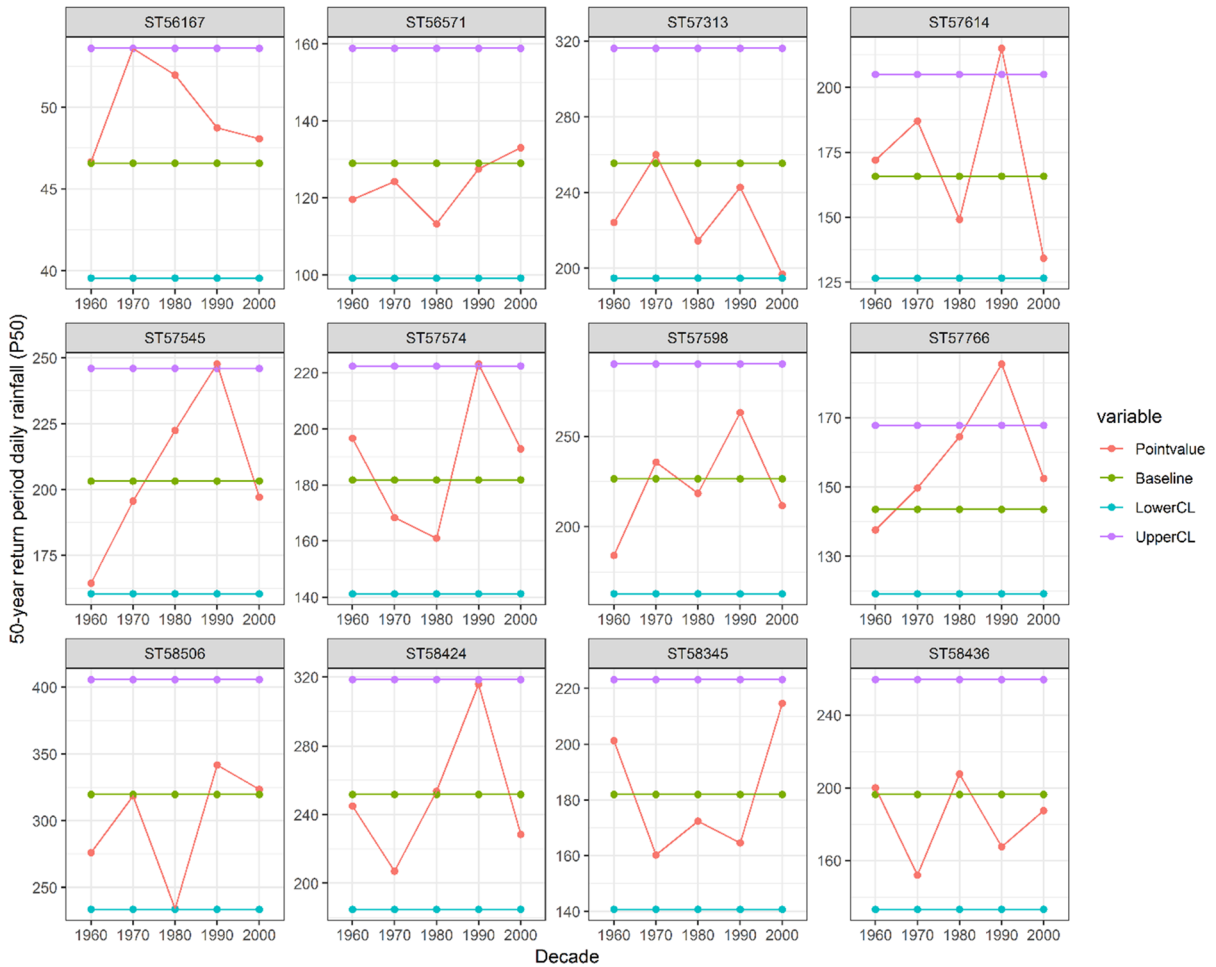 ST56167 ST56571 ST57313 ST57614
50 45 40
160 140 120 100
320 280 240 200
200 175 150 125
1960 1970 1980 1990 2000 1960 1970 1980 1990 2000 1960 1970 1980 1990 2000 1960 1970 1980 1990 2000
50-year return period daily rainfall (P50)
ST57545 ST57574 ST57598 ST57766
250 225 200 175
220 200 180 160 140
250 200
170 150 130
1960 1970 1980 1990 2000 1960 1970 1980 1990 2000 1960 1970 1980 1990 2000 1960 1970 1980 1990 2000
ST58506 ST58424 ST58345 ST58436
400 350 300 250
320 280 240 200
220 200 180 160 140
240 200 160
1960 1970 1980 1990 2000 1960 1970 1980 1990 2000 1960 1970 1980 1990 2000 1960 1970 1980 1990 2000
Decade
variable
Pointvalue
Baseline
LowerCL
UpperCL